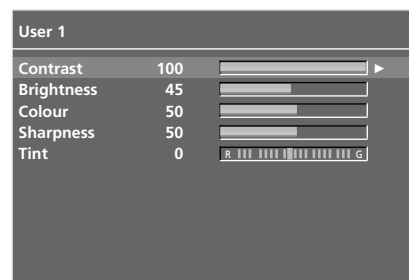 User 1
Contrast 100
Brightness 45
Colour 50
Sharpness 50
Tint 0 R G